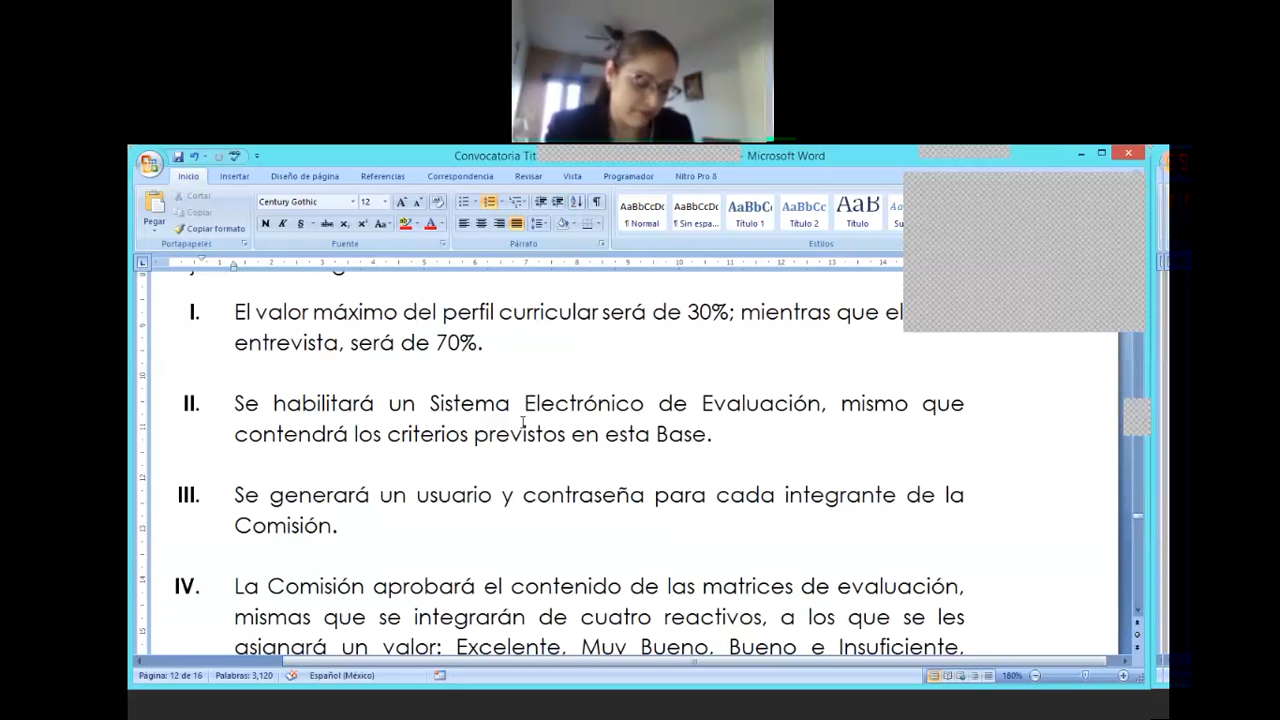 Convocatoria Tit - Microsoft Word
Inicio Insertar Diseño de página Referencias Correspondencia Revisar Vista Programador Nitro Pro 8
Cortar
Copiar
Pegar Copiar formato
Century Gothic 12
AaBbCcDc AaBbCcDc AaBbC AaBbCc AaB AaBbCc
¶ Normal ¶ Sin espa... Título 1 Título 2 Título
Portapapeles Fuente Párrafo Estilos
I. El valor máximo del perfil curricular será de 30%; mientras que el
entrevista, será de 70%.
II. Se habilitará un Sistema Electrónico de Evaluación, mismo que
contendrá los criterios previstos en esta Base.
III. Se generará un usuario y contraseña para cada integrante de la
Comisión.
IV. La Comisión aprobará el contenido de las matrices de evaluación,
mismas que se integrarán de cuatro reactivos, a los que se les
asignará un valor: Excelente, Muy Bueno, Bueno e Insuficiente,
Página: 12 de 16 Palabras: 3,120 Español (México) 180%